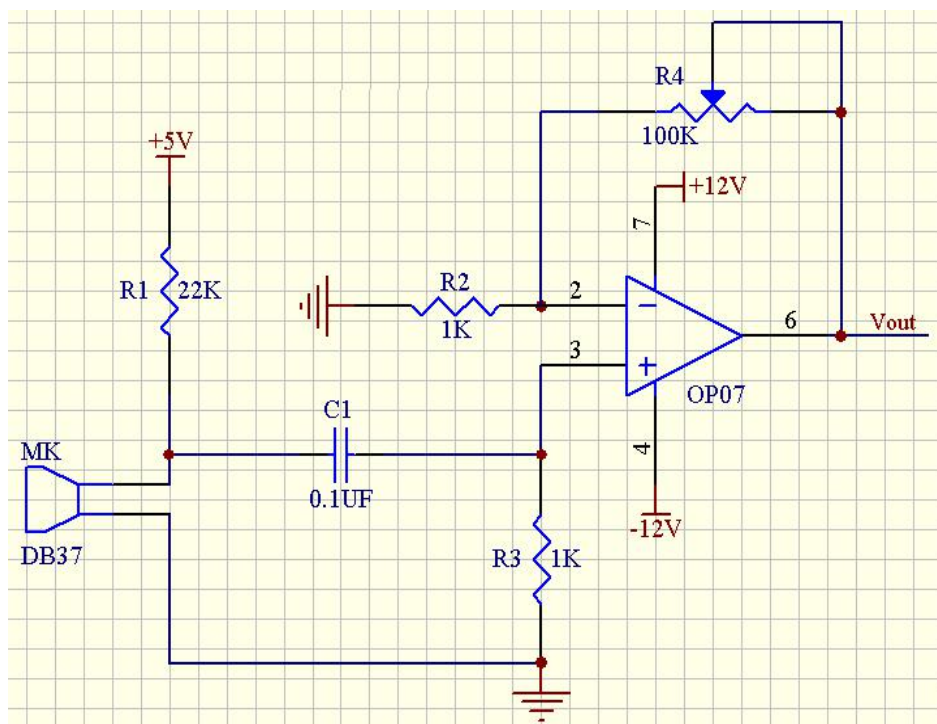 R4
100K
+5V
+12V
7
R1 22K
R2
1K
2
3
6
Vout
OP07
C1
0.1UF
4
-12V
MK
DB37
R3 1K